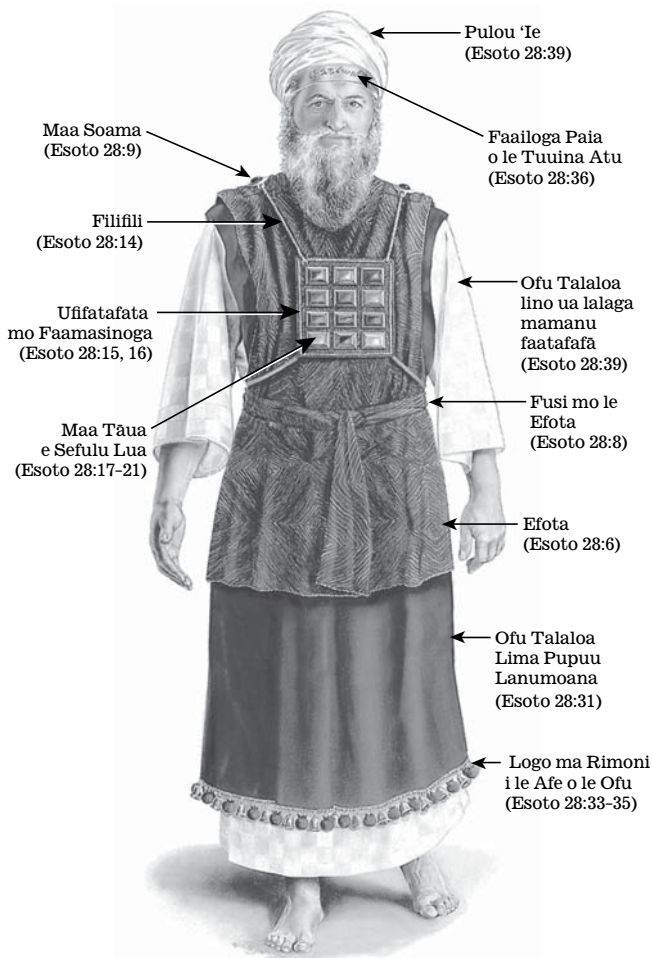 Pulou ‘Ie
(Esoto 28:39)
Faailoga Paia
o le Tuuina Atu
(Esoto 28:36)
Maa Soama
(Esoto 28:9)
Filifili
(Esoto 28:14)
Ufifatafata
mo Faamasinoga
(Esoto 28:15, 16)
Maa Tāua
e Sefulu Lua
(Esoto 28:17-21)
Ofu Talaloa
lino ua lalaga
mamanu
faatafafā
(Esoto 28:39)
Fusi mo le
Efota
(Esoto 28:8)
Efota
(Esoto 28:6)
Ofu Talaloa
Lima Pupuu
Lanumoana
(Esoto 28:31)
Logo ma Rimoni
i le Afe o le Ofu
(Esoto 28:33-35)